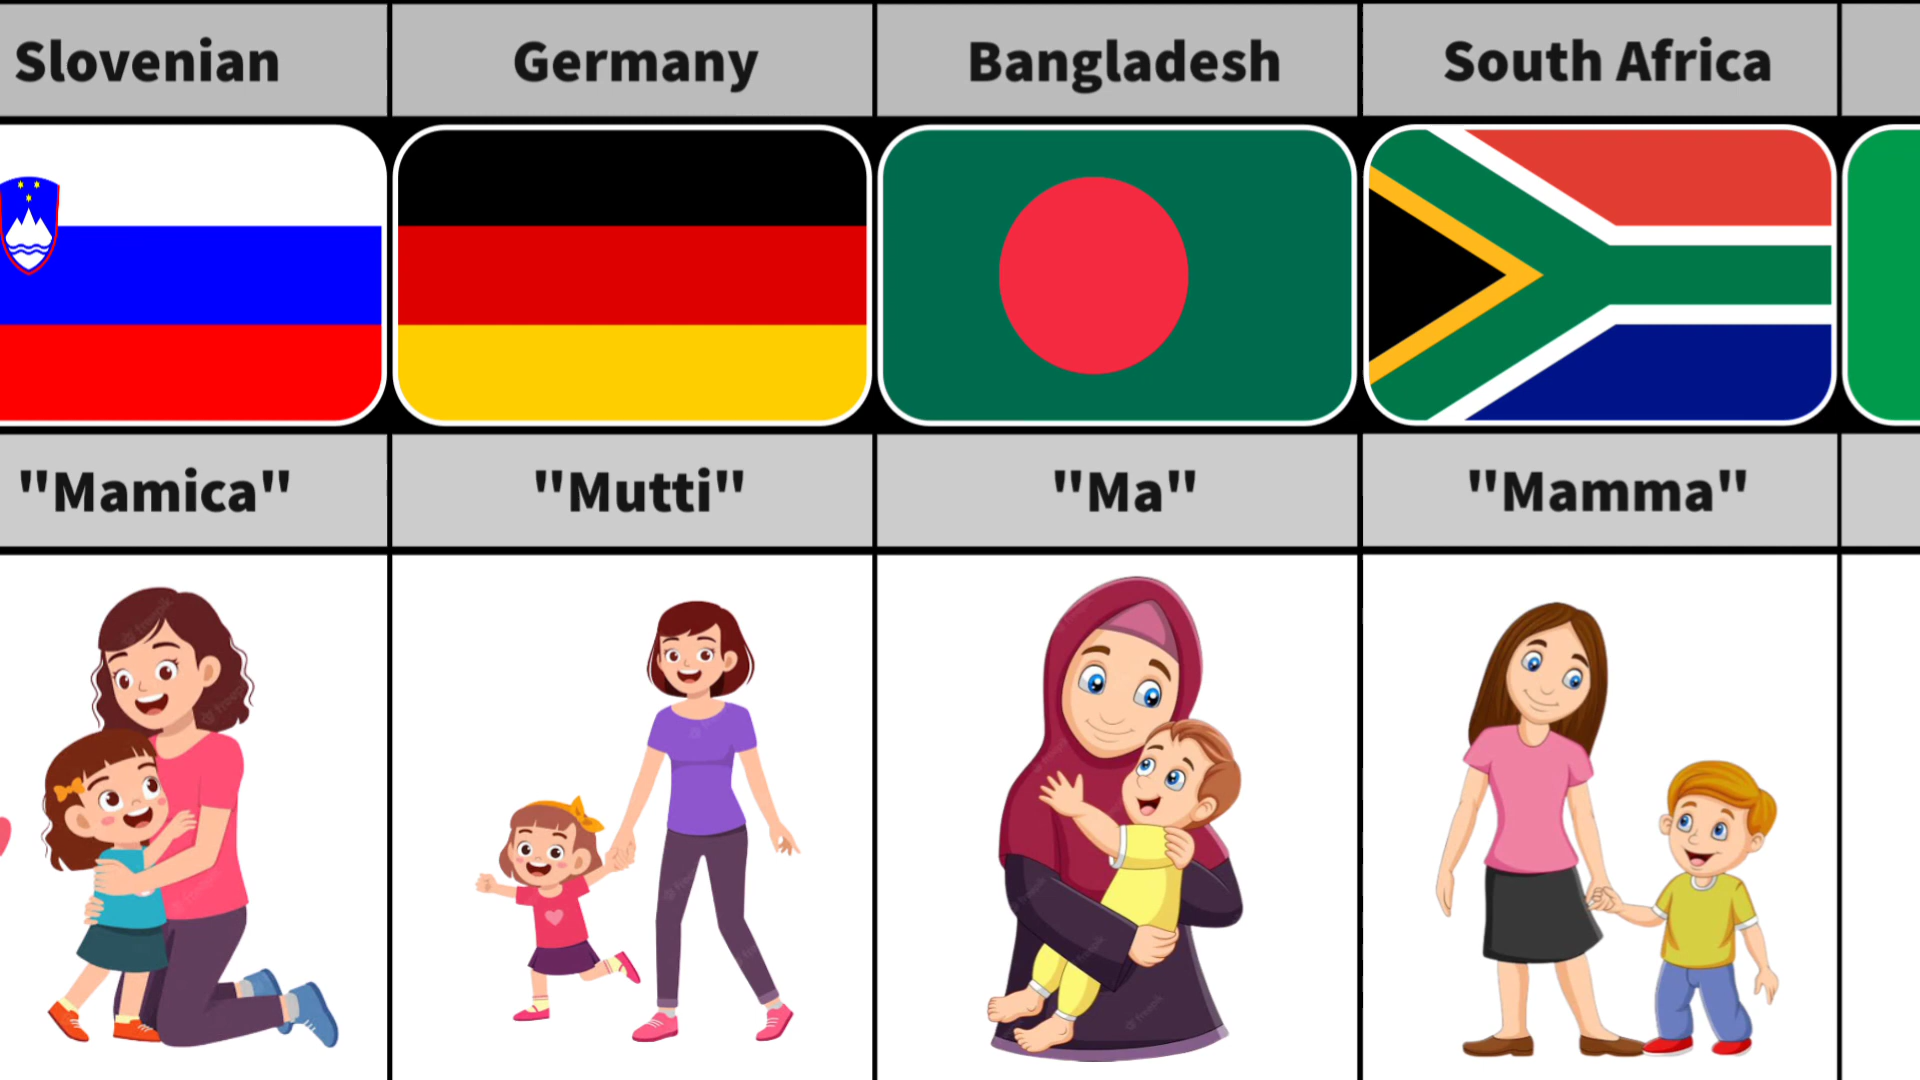 Slovenian
Germany
Bangladesh
South Africa
"Mamica"
"Mutti"
"Ma"
"Mamma"